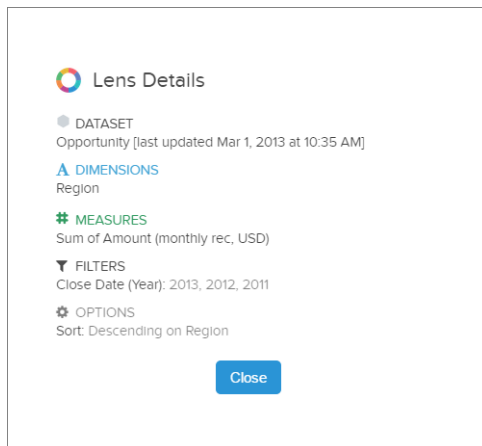 Lens Details
DATASET
Opportunity [last updated Mar 1, 2013 at 10:35 AM]
DIMENSIONS
Region
MEASURES
Sum of Amount (monthly rec, USD)
FILTERS
Close Date (Year): 2013, 2012, 2011
OPTIONS
Sort: Descending on Region
Close